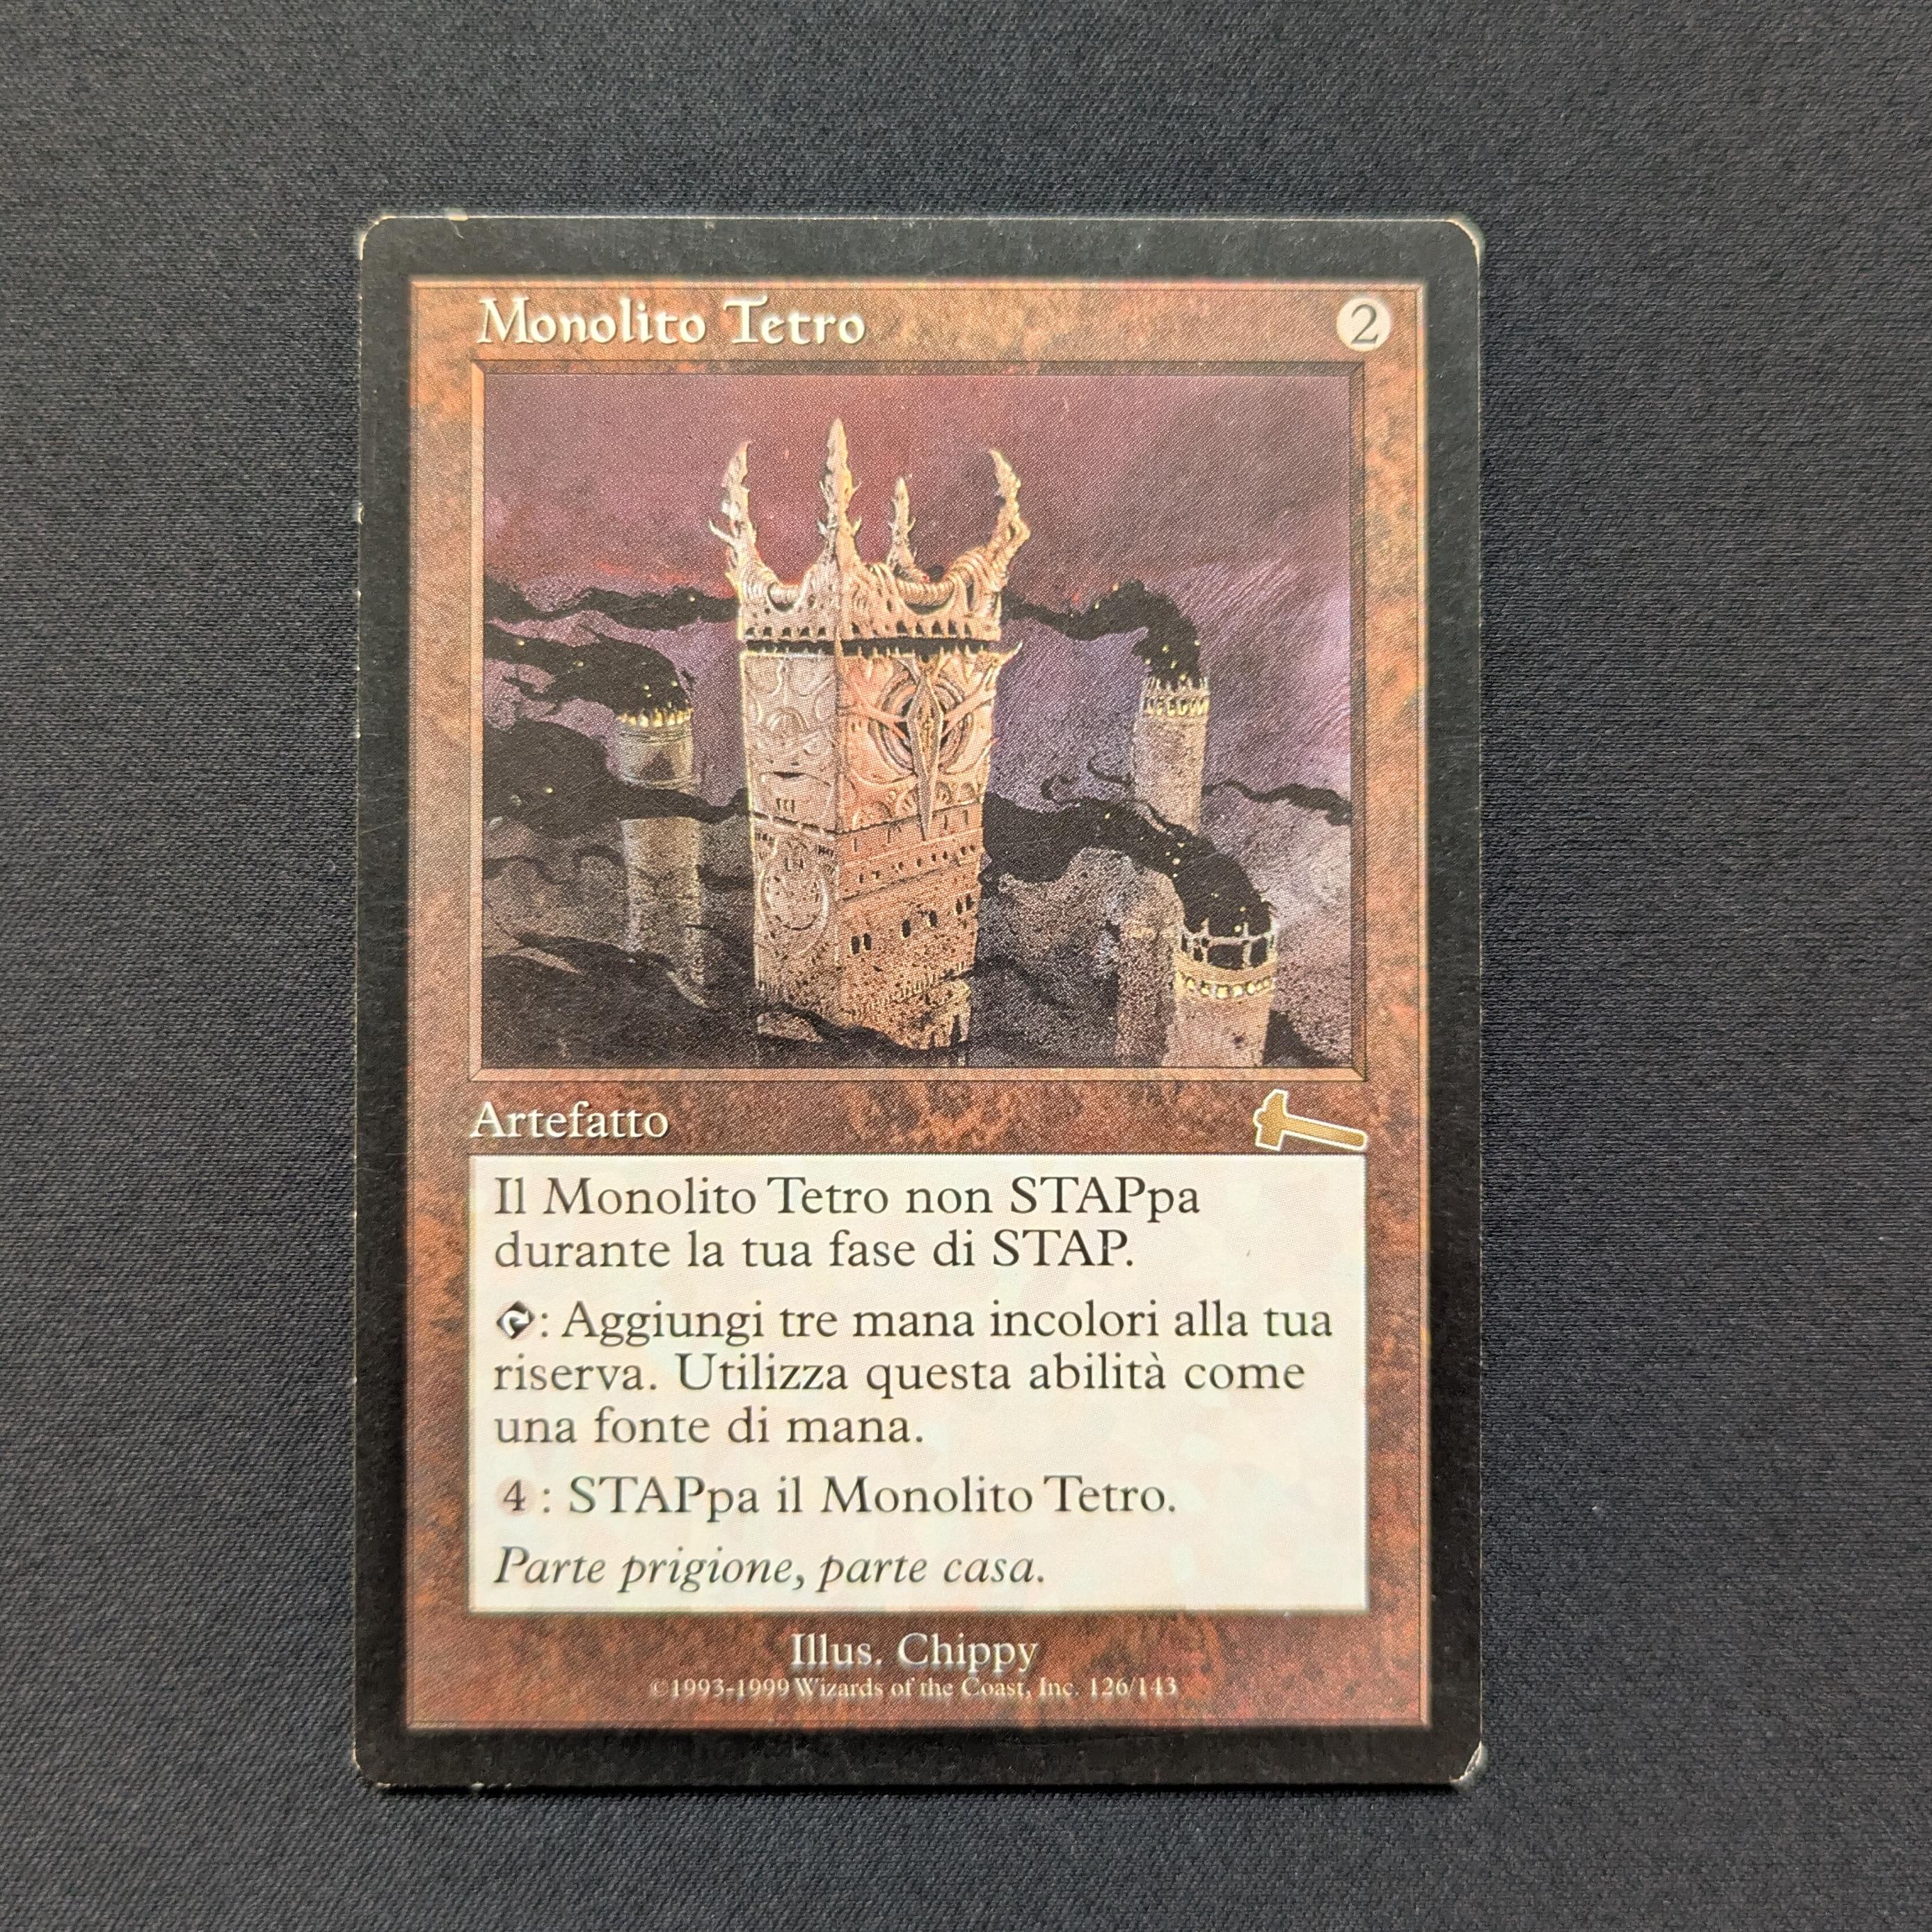 Monolito Tetro
2
Artefatto
Il Monolito Tetro non STAPpa
durante la tua fase di STAP.
: Aggiungi tre mana incolori alla tua
riserva. Utilizza questa abilità come
una fonte di mana.
4 : STAPpa il Monolito Tetro.
Parte prigione, parte casa.
Illus. Chippy
©1993-1999 Wizards of the Coast, Inc. 126/143